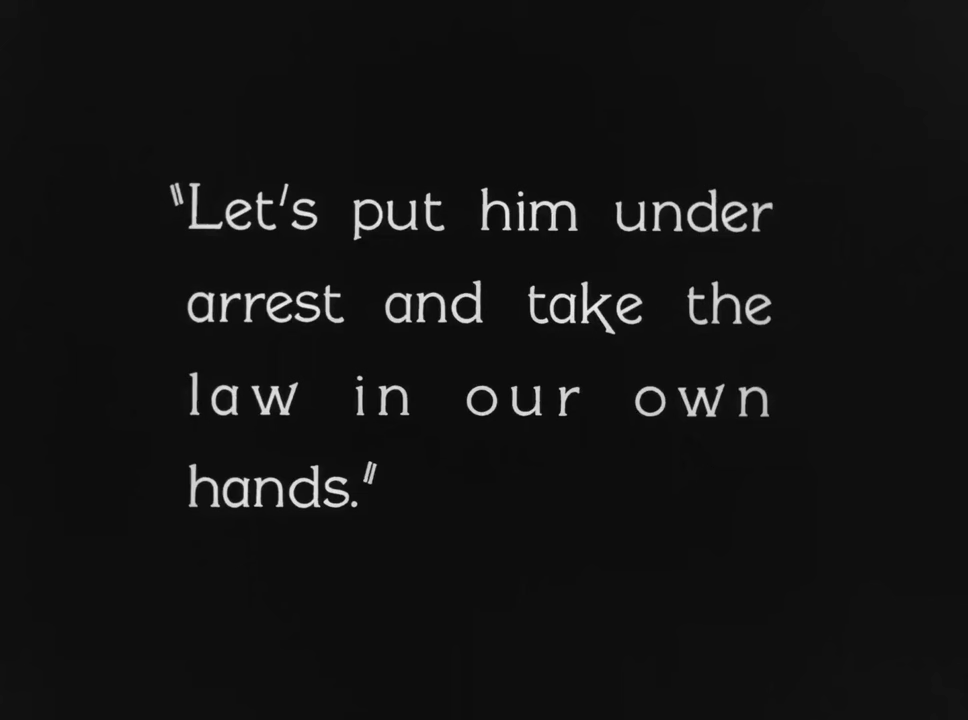 "Let's put him under
arrest and take the
law in our own
hands."